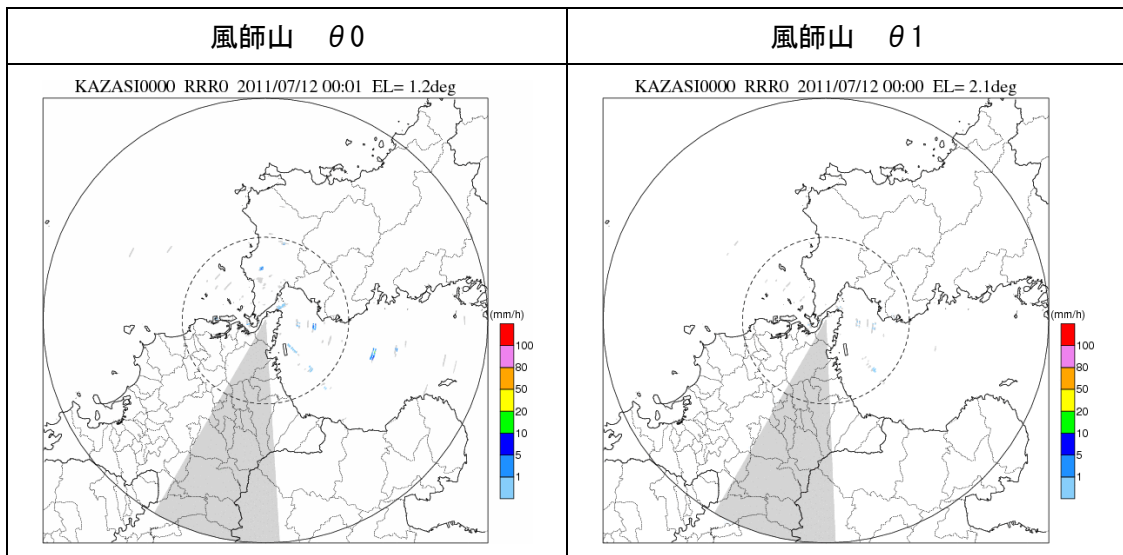 風師山 θ0
風師山 θ1
KAZASI0000 RRR0 2011/07/12 00:01 EL= 1.2deg
(mm/h)
100
80
50
20
10
5
1
KAZASI0000 RRR0 2011/07/12 00:00 EL= 2.1deg
(mm/h)
100
80
50
20
10
5
1